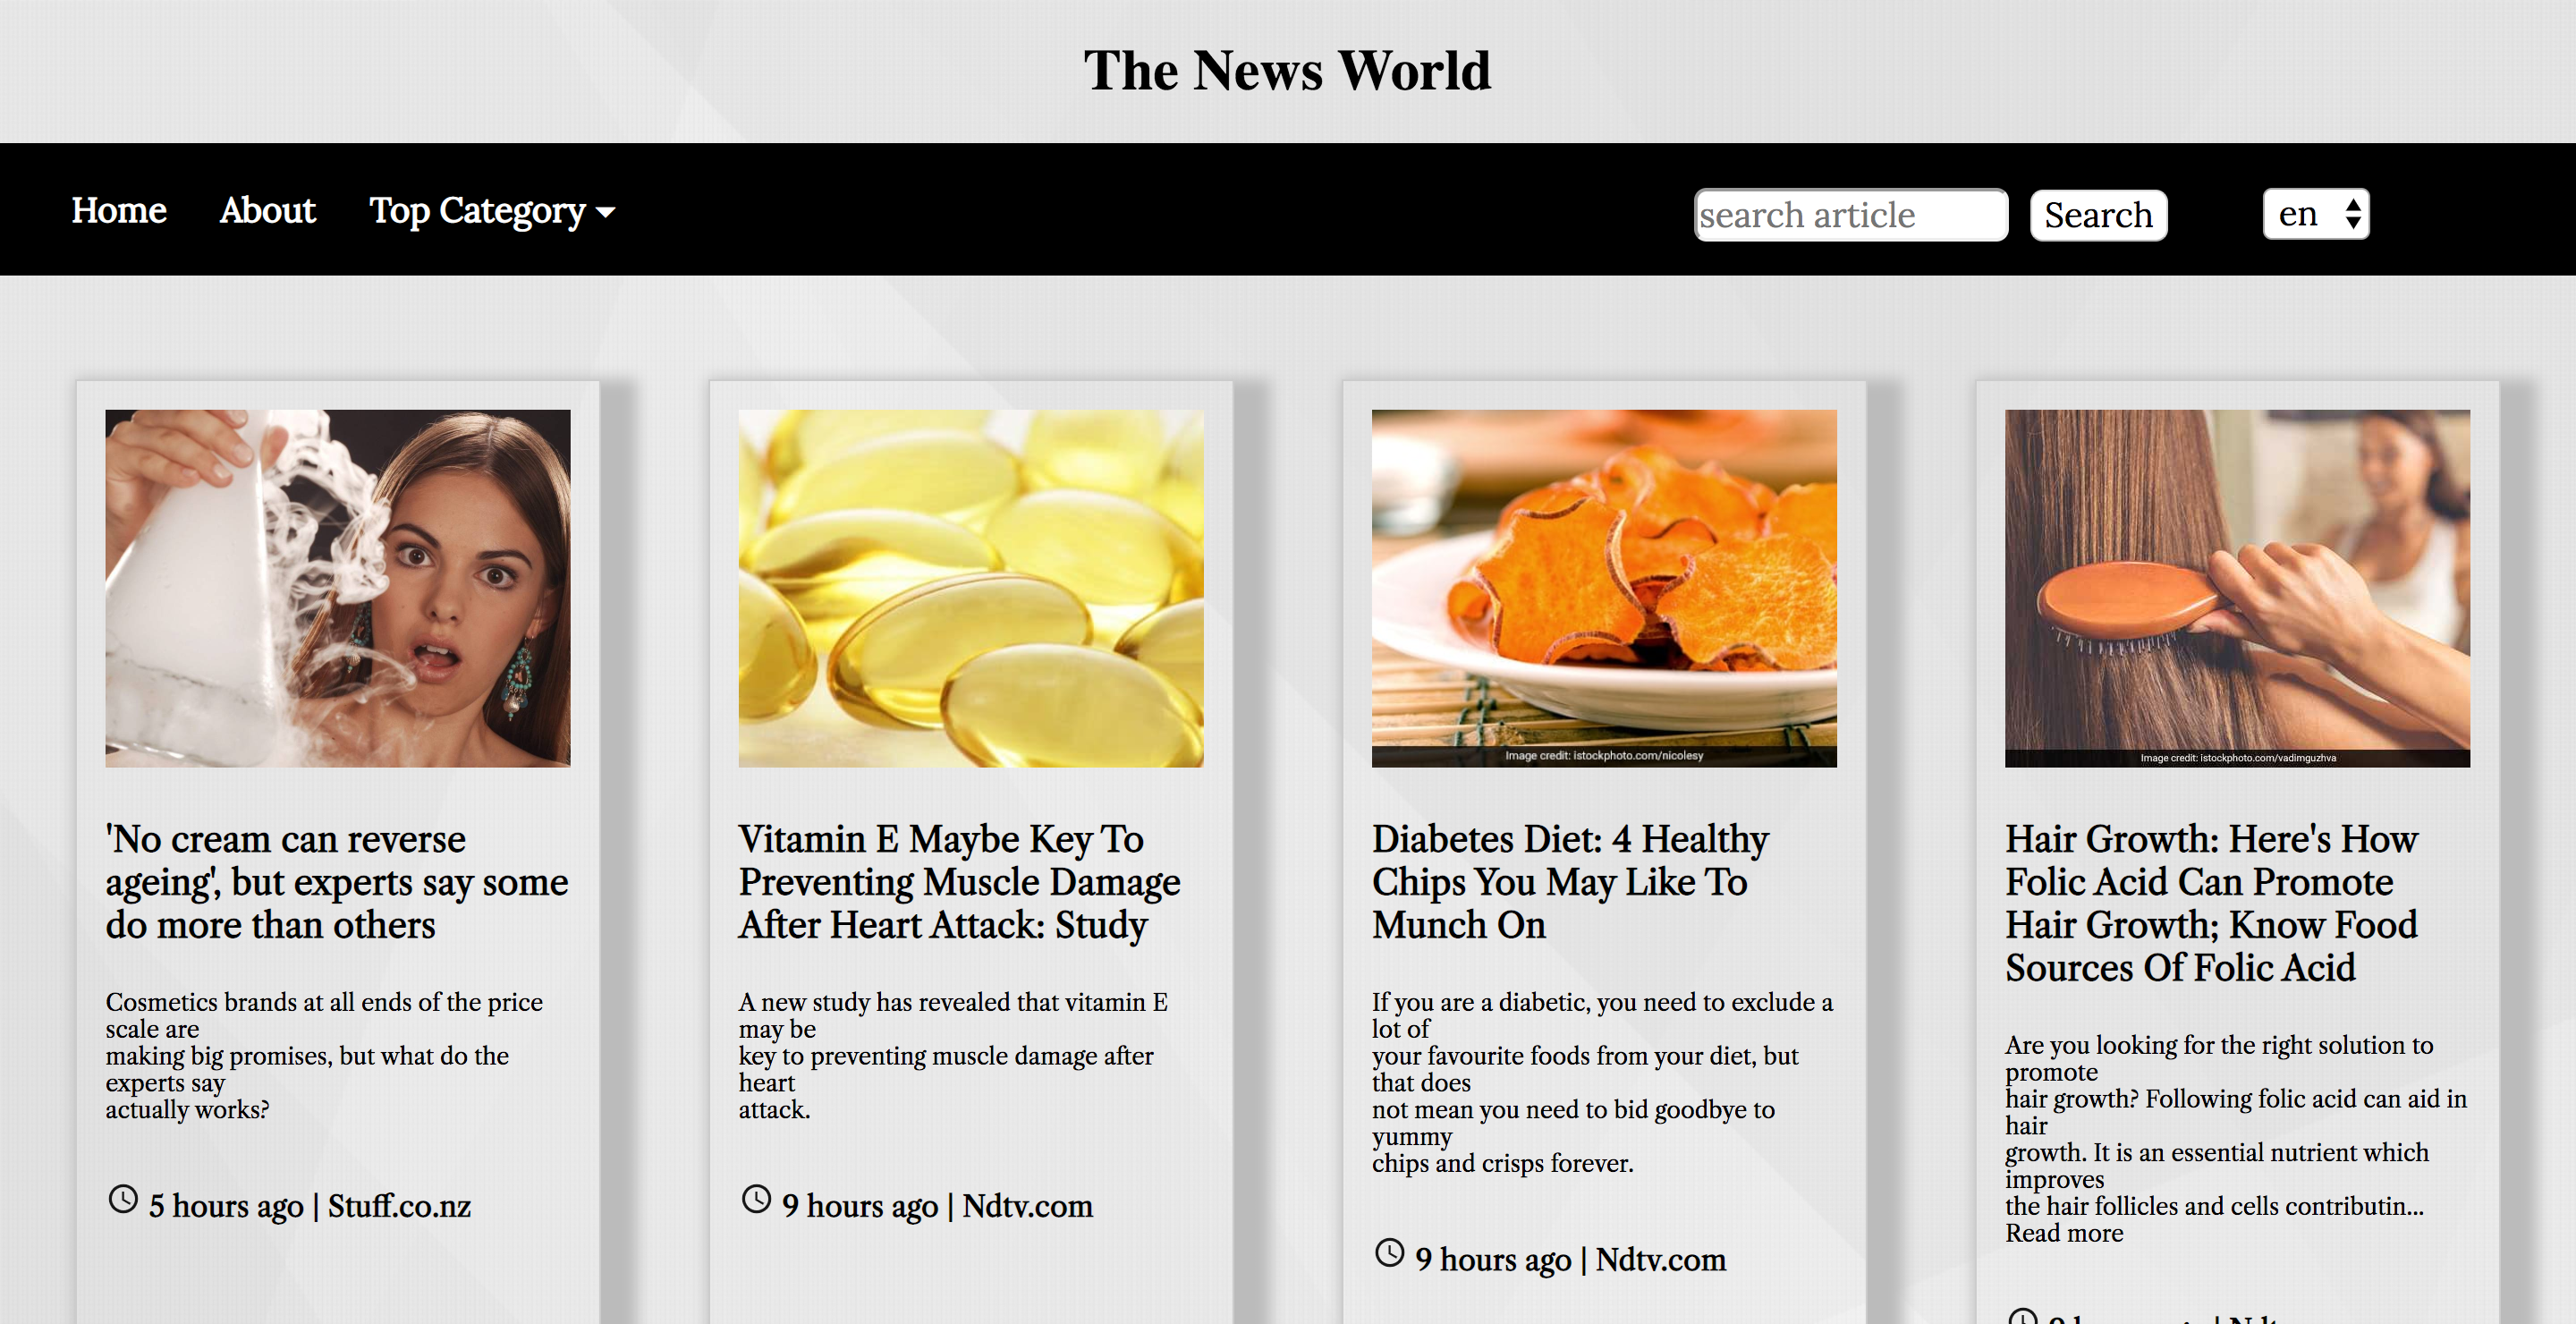 The News World
Home
About
Top Category
search article
Search
en
Image credit: istockphoto.com/nicolesy
Image credit: istockphoto.com/vadimguzhva
'No cream can reverse
ageing', but experts say some
do more than others
Cosmetics brands at all ends of the price
scale are
making big promises, but what do the
experts say
actually works?
5 hours ago | Stuff.co.nz
Vitamin E Maybe Key To
Preventing Muscle Damage
After Heart Attack: Study
A new study has revealed that vitamin E
may be
key to preventing muscle damage after
heart
attack.
9 hours ago | Ndtv.com
Diabetes Diet: 4 Healthy
Chips You May Like To
Munch On
If you are a diabetic, you need to exclude a
lot of
your favourite foods from your diet, but
that does
not mean you need to bid goodbye to
yummy
chips and crisps forever.
9 hours ago | Ndtv.com
Hair Growth: Here's How
Folic Acid Can Promote
Hair Growth; Know Food
Sources Of Folic Acid
Are you looking for the right solution to
promote
hair growth? Following folic acid can aid in
hair
growth. It is an essential nutrient which
improves
the hair follicles and cells contributin...
Read more